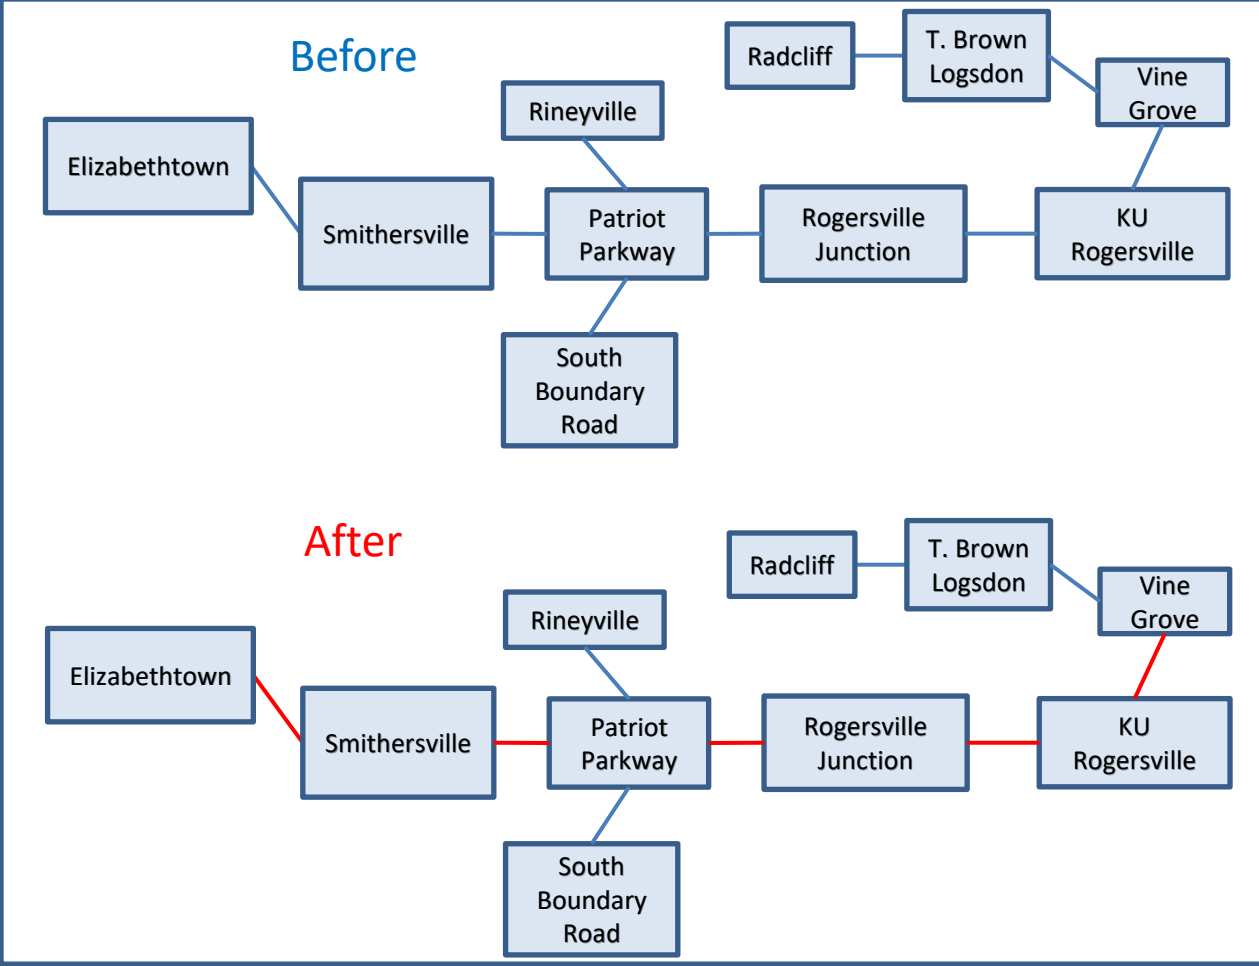 Before
Radcliff
T. Brown
Logsdon
Vine
Grove
Rineyville
Elizabethtown
Smithersville
Patriot
Parkway
Rogersville
Junction
KU
Rogersville
South
Boundary
Road
After
Radcliff
T. Brown
Logsdon
Vine
Grove
Rineyville
Elizabethtown
Smithersville
Patriot
Parkway
Rogersville
Junction
KU
Rogersville
South
Boundary
Road